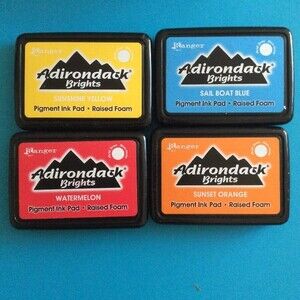 Ranger
Adirondack
Brights
SUNSHINE YELLOW
Pigment Ink Pad • Raised Foam
Ranger
Adirondack
Brights
SAIL BOAT BLUE
Pigment Ink Pad • Raised Foam
Ranger
Adirondack
Brights
WATERMELON
Pigment Ink Pad • Raised Foam
Ranger
Adirondack
Brights
SUNSET ORANGE
Pigment Ink Pad • Raised Foam